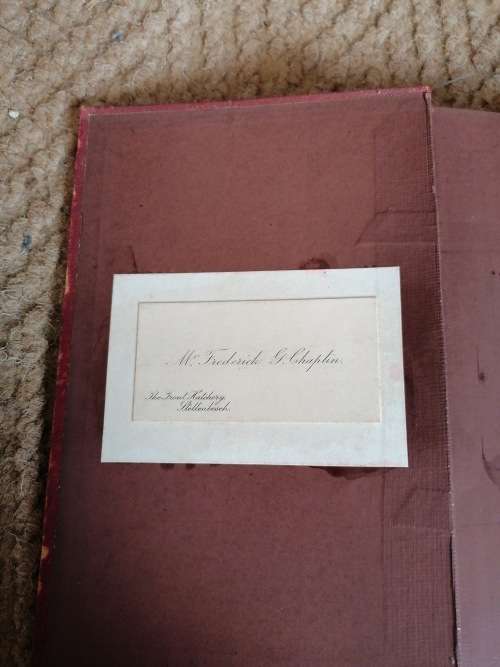 Mr. Frederick G. Chaplin.
The Trout Hatchery,
Stellenbosch.